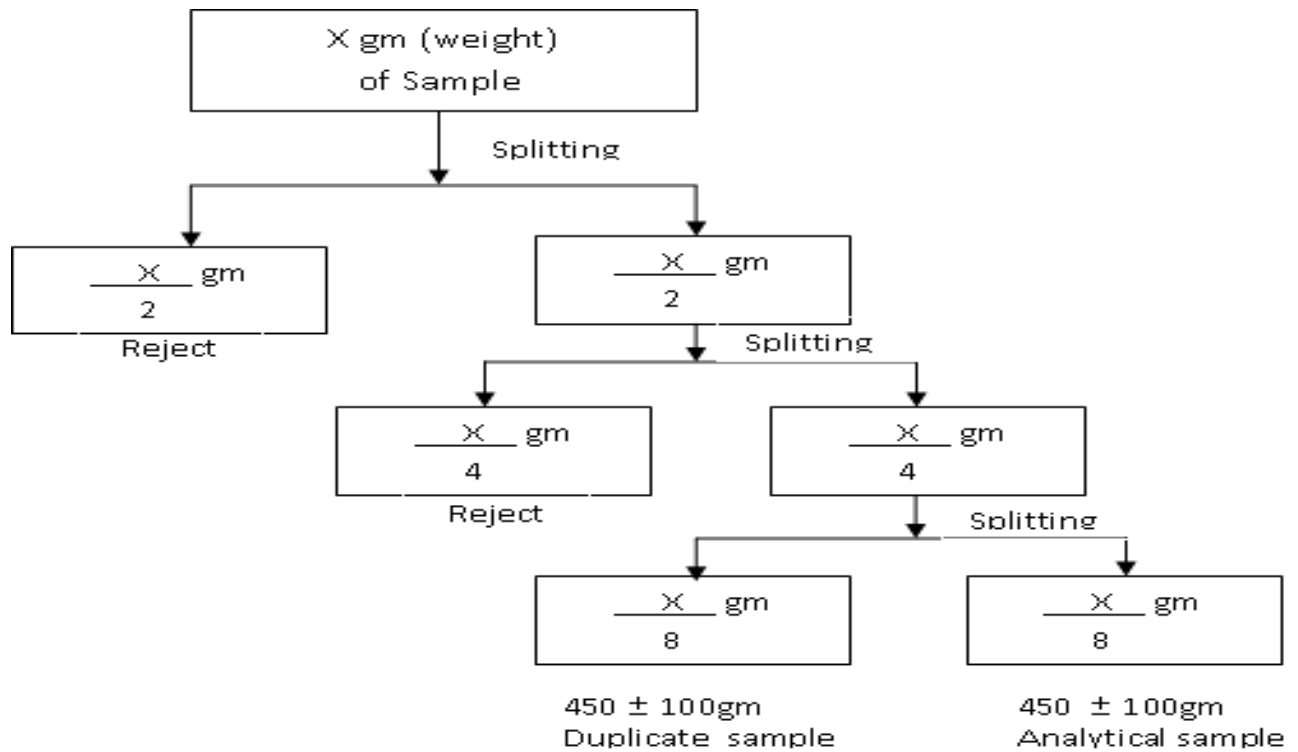 X gm (weight)
of Sample
Splitting
X gm
2
Reject
X gm
2
Splitting
X gm
4
Reject
X gm
4
Splitting
X gm
8
X gm
8
450 ± 100gm
Duplicate sample
450 ± 100gm
Analytical sample